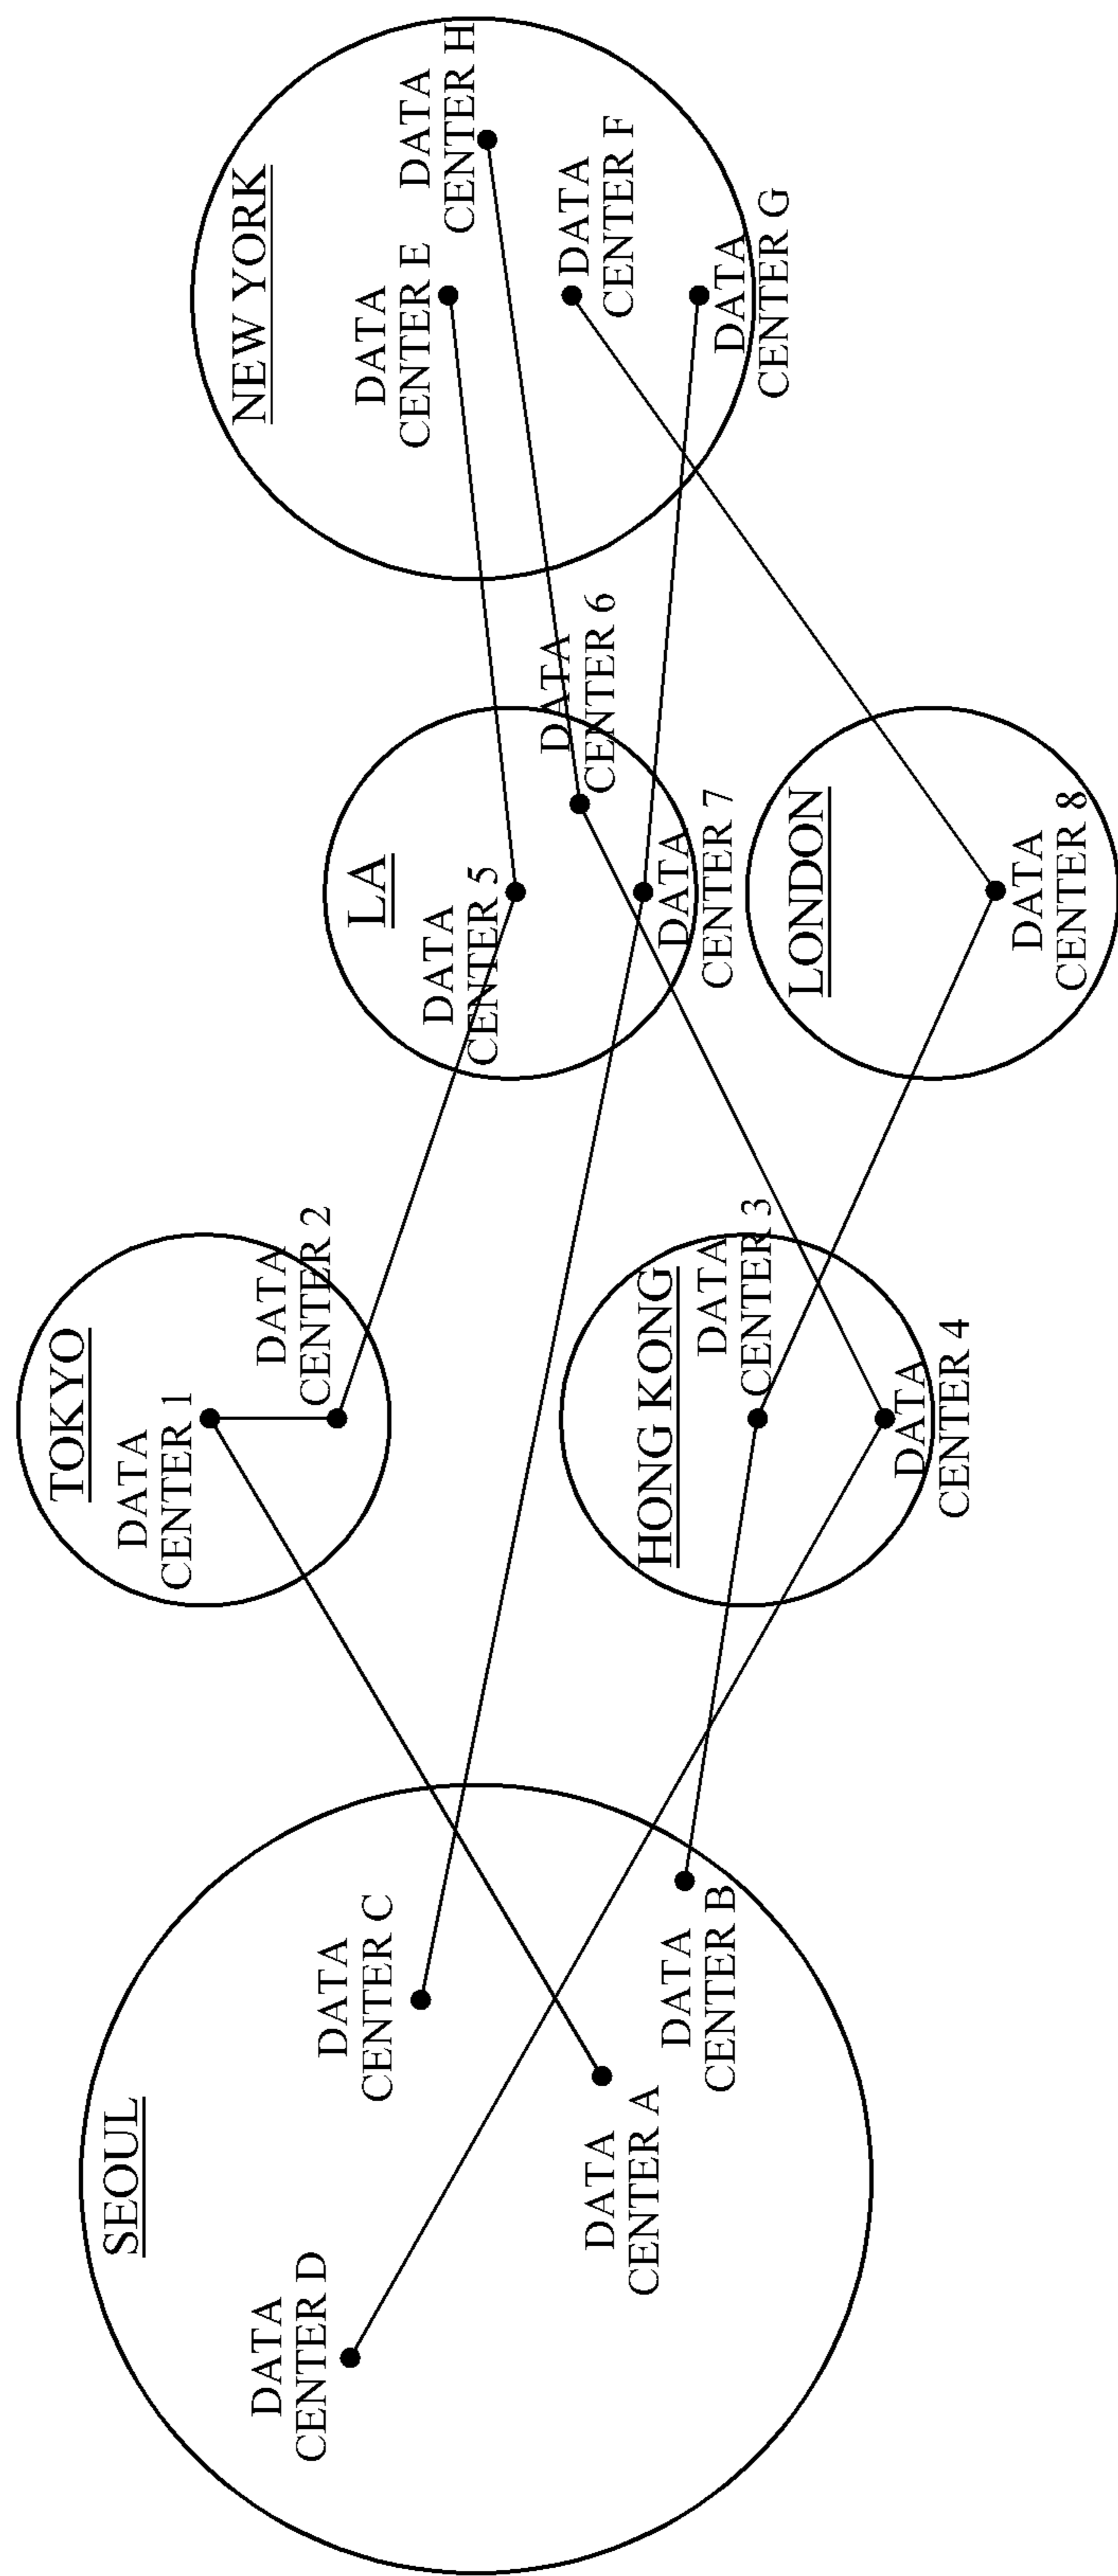 SEOUL
DATA
CENTER D
DATA
CENTER C
DATA
CENTER A
DATA
CENTER B
TOKYO
DATA
CENTER 1
DATA
CENTER 2
HONG KONG
DATA
CENTER 3
DATA
CENTER 4
LA
DATA
CENTER 5
DATA
CENTER 6
DATA
CENTER 7
LONDON
DATA
CENTER 8
NEW YORK
DATA
CENTER E
DATA
CENTER H
DATA
CENTER F
DATA
CENTER G